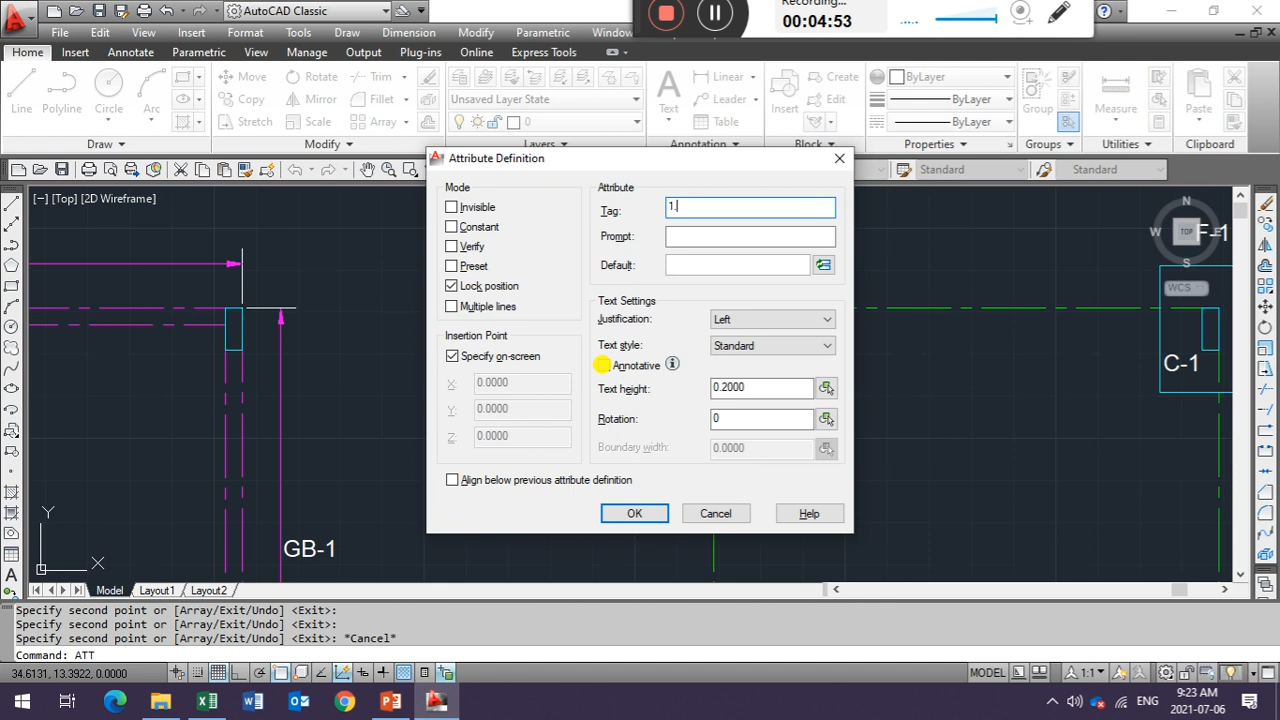 AutoCAD Classic
Recording...
00:04:53
File Edit View Insert Format Tools Draw Dimension Modify Parametric Window
Home Insert Annotate Parametric View Manage Output Plug-ins Online Express Tools
Line Polyline Circle Arc
Move Rotate Trim
Copy Mirror Fillet
Stretch Scale Array
Unsaved Layer State
0
Text
Linear
Leader
Table
Insert
Create
Edit
ByLayer
ByLayer
ByLayer
Group
Measure
Paste
Draw Modify Annotation Block Properties Groups Utilities Clipboard
Standard Standard
[−] [Top] [2D Wireframe]
Attribute Definition
Mode
Invisible
Constant
Verify
Preset
Lock position
Multiple lines
Insertion Point
Specify on-screen
X: 0.0000
Y: 0.0000
Z: 0.0000
Align below previous attribute definition
Attribute
Tag: 1.
Prompt:
Default:
Text Settings
Justification: Left
Text style: Standard
Annotative
Text height: 0.2000
Rotation: 0
Boundary width: 0.0000
OK Cancel Help
N
W TOP E
S
WCS
F-1
C-1
GB-1
Y
X
Model Layout1 Layout2
Specify second point or [Array/Exit/Undo] <Exit>:
Specify second point or [Array/Exit/Undo] <Exit>:
Specify second point or [Array/Exit/Undo] <Exit>: *Cancel*
Command: ATT
34.6131, 13.3922, 0.0000
MODEL
1:1
ENG
9:23 AM
2021-07-06